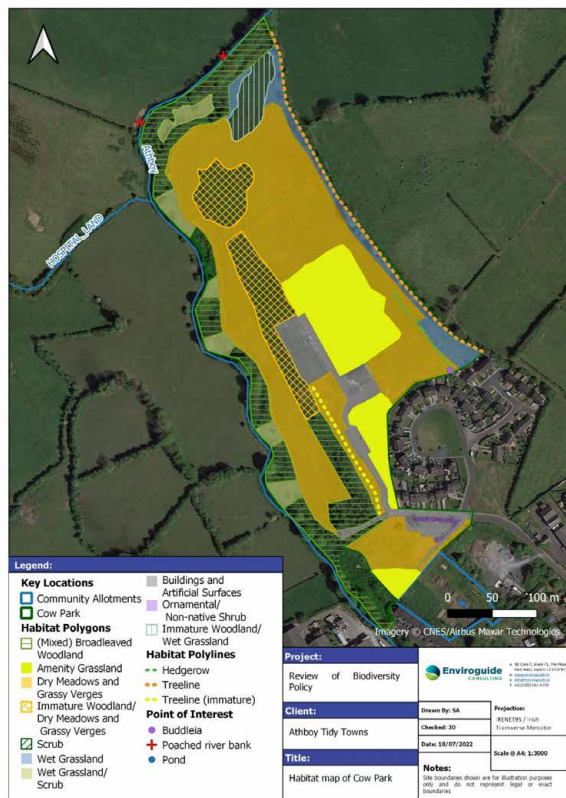 Athboy
HOSPITAL_LAND
0 50 100 m
Imagery © CNES/Airbus Maxar Technologies
Legend:
Key Locations
Community Allotments
Cow Park
Habitat Polygons
(Mixed) Broadleaved
Woodland
Amenity Grassland
Dry Meadows and
Grassy Verges
Immature Woodland/
Dry Meadows and
Grassy Verges
Scrub
Wet Grassland
Wet Grassland/
Scrub
Buildings and
Artificial Surfaces
Ornamental/
Non-native Shrub
Immature Woodland/
Wet Grassland
Habitat Polylines
Hedgerow
Treeline
Treeline (immature)
Point of Interest
Buddleia
Poached river bank
Pond
Project:
Review of Biodiversity
Policy
Client:
Athboy Tidy Towns
Title:
Habitat map of Cow Park
Enviroguide
CONSULTING
Drawn By: SA
Checked: JD
Date: 18/07/2022
Projection:
IRENET95 / Irish
Transverse Mercator
Scale @ A4: 1:3000
Notes:
Site boundaries shown are for illustration purposes
only and do not represent legal or exact
boundaries